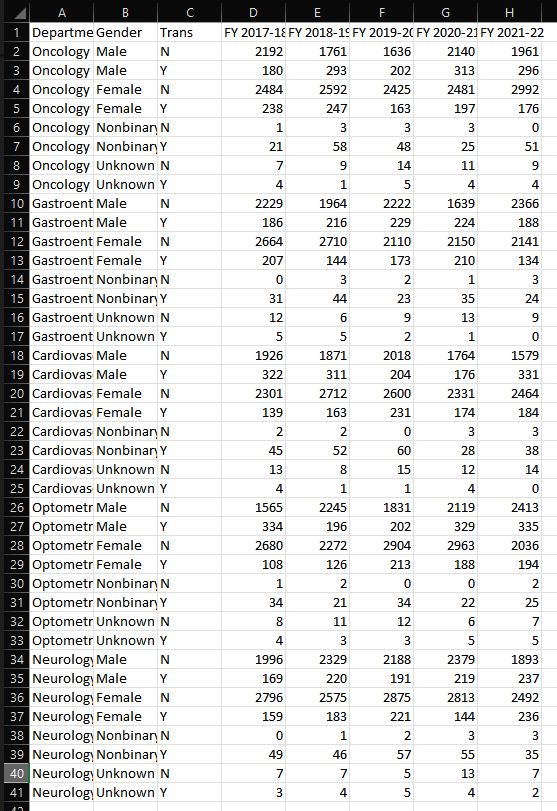 A B C D E F G H
1 Departme Gender Trans FY 2017-18 FY 2018-19 FY 2019-20 FY 2020-21 FY 2021-22
2 Oncology Male N 2192 1761 1636 2140 1961
3 Oncology Male Y 180 293 202 313 296
4 Oncology Female N 2484 2592 2425 2481 2992
5 Oncology Female Y 238 247 163 197 176
6 Oncology Nonbinary N 1 3 3 3 0
7 Oncology Nonbinary Y 21 58 48 25 51
8 Oncology Unknown N 7 9 14 11 9
9 Oncology Unknown Y 4 1 5 4 4
10 Gastroent Male N 2229 1964 2222 1639 2366
11 Gastroent Male Y 186 216 229 224 188
12 Gastroent Female N 2664 2710 2110 2150 2141
13 Gastroent Female Y 207 144 173 210 134
14 Gastroent Nonbinary N 0 3 2 1 3
15 Gastroent Nonbinary Y 31 44 23 35 24
16 Gastroent Unknown N 12 6 9 13 9
17 Gastroent Unknown Y 5 5 2 1 0
18 Cardiovas Male N 1926 1871 2018 1764 1579
19 Cardiovas Male Y 322 311 204 176 331
20 Cardiovas Female N 2301 2712 2600 2331 2464
21 Cardiovas Female Y 139 163 231 174 184
22 Cardiovas Nonbinary N 2 2 0 3 3
23 Cardiovas Nonbinary Y 45 52 60 28 38
24 Cardiovas Unknown N 13 8 15 12 14
25 Cardiovas Unknown Y 4 1 1 4 0
26 Optometr Male N 1565 2245 1831 2119 2413
27 Optometr Male Y 334 196 202 329 335
28 Optometr Female N 2680 2272 2904 2963 2036
29 Optometr Female Y 108 126 213 188 194
30 Optometr Nonbinary N 1 2 0 0 2
31 Optometr Nonbinary Y 34 21 34 22 25
32 Optometr Unknown N 8 11 12 6 7
33 Optometr Unknown Y 4 3 3 5 5
34 Neurology Male N 1996 2329 2188 2379 1893
35 Neurology Male Y 169 220 191 219 237
36 Neurology Female N 2796 2575 2875 2813 2492
37 Neurology Female Y 159 183 221 144 236
38 Neurology Nonbinary N 0 1 2 3 3
39 Neurology Nonbinary Y 49 46 57 55 35
40 Neurology Unknown N 7 7 5 13 7
41 Neurology Unknown Y 3 4 5 4 2